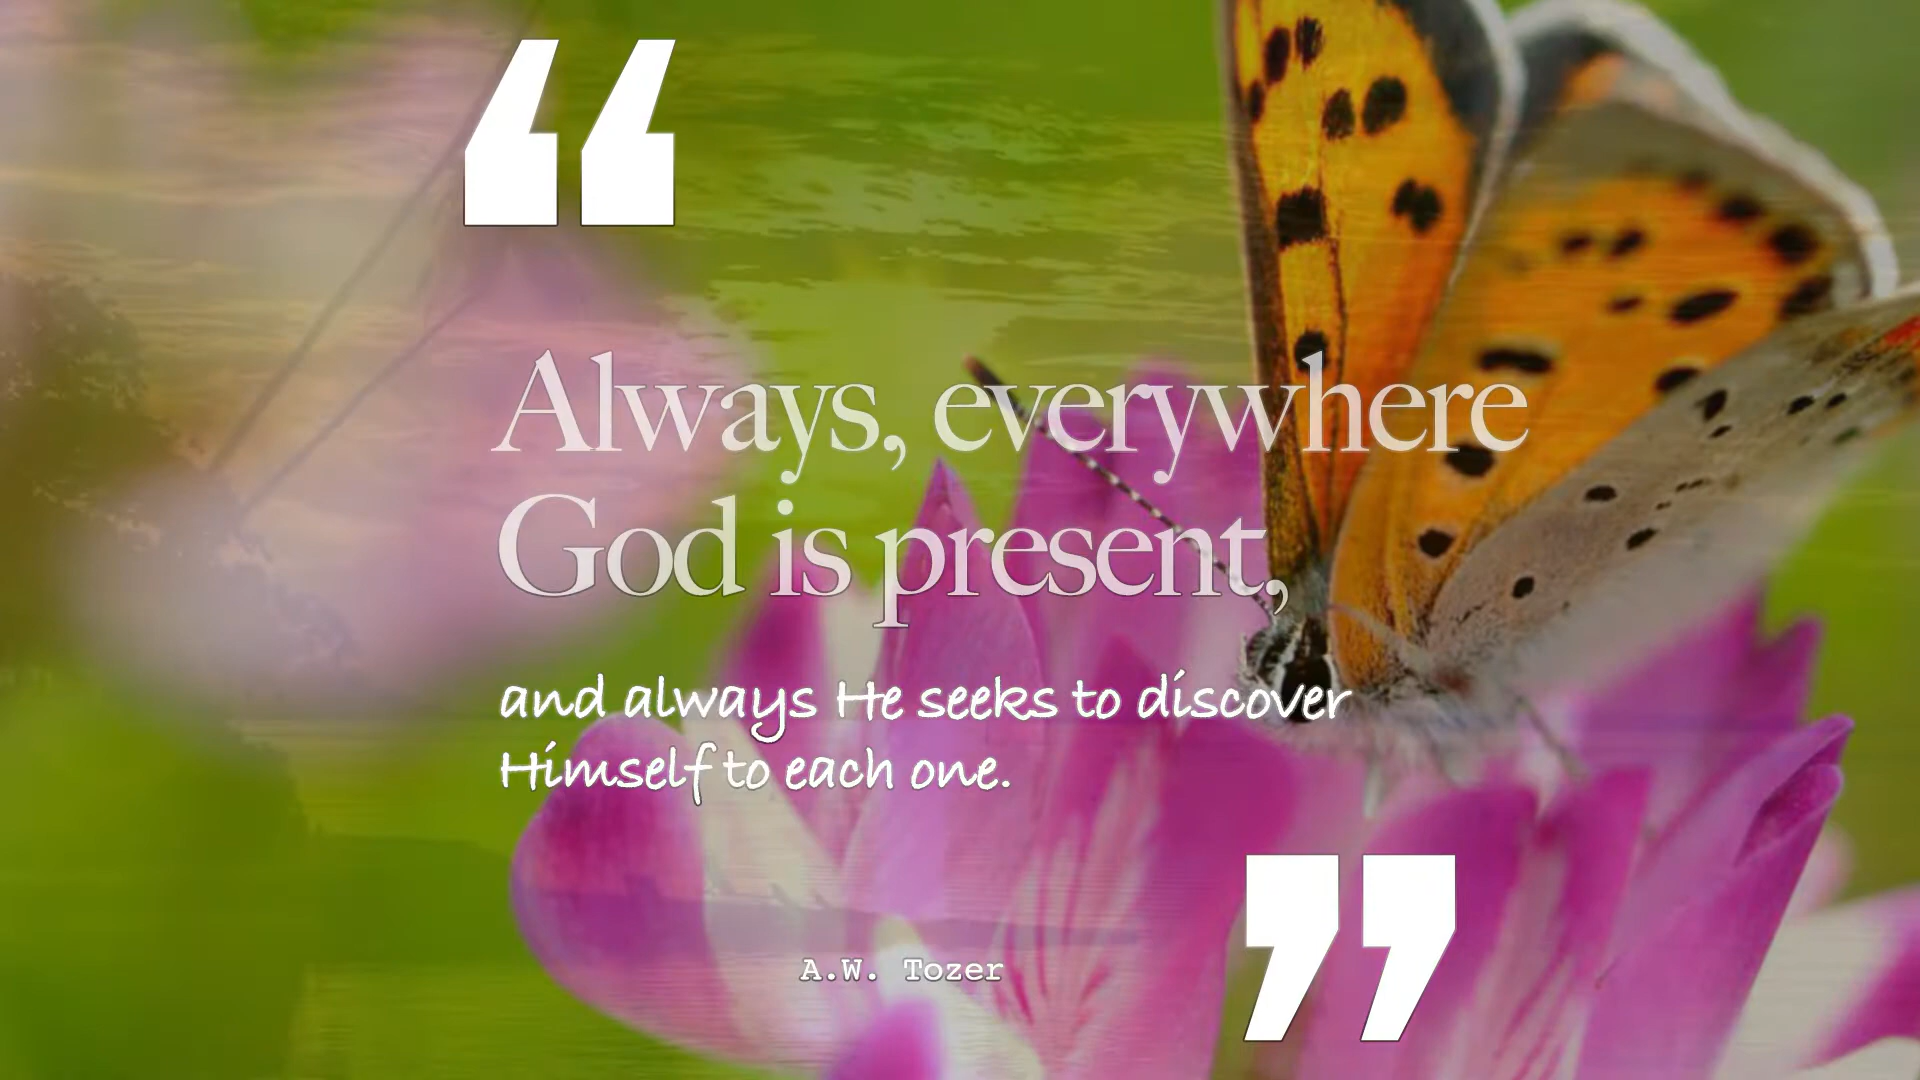 “
Always, everywhere
God is present,
and always He seeks to discover
Himself to each one.
”
A.W. Tozer